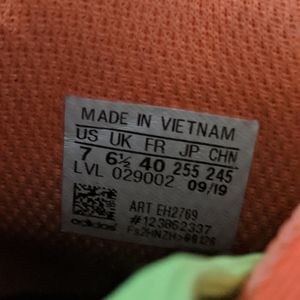 MADE IN VIETNAM
US UK FR JP CHN
7 6½ 40 255 245
LVL 029002 09/19
ART EH2769
#123862337
adidas